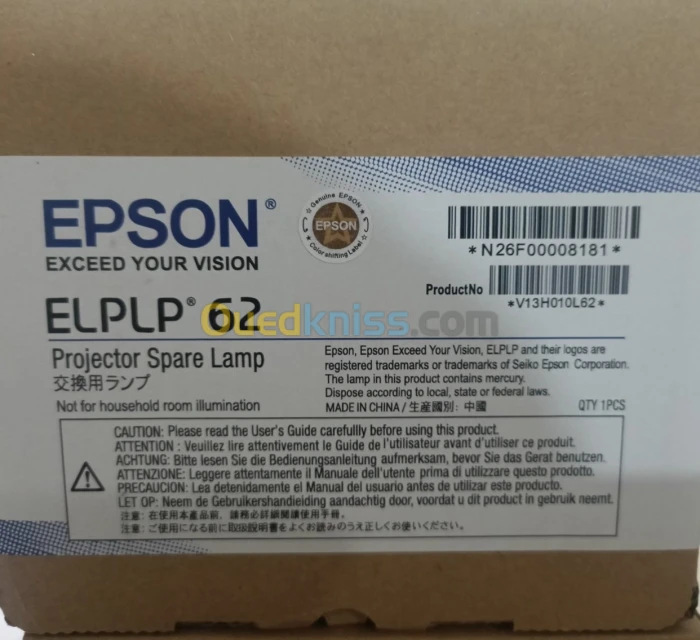 EPSON®
EXCEED YOUR VISION
Genuine EPSON
EPSON
Color shifting Label
*N26F00008181*
ProductNo
*V13H010L62*
ELPLP® 62
Ouedkniss.com
Projector Spare Lamp
交換用ランプ
Not for household room illumination
Epson, Epson Exceed Your Vision, ELPLP and their logos are
registered trademarks or trademarks of Seiko Epson Corporation.
The lamp in this product contains mercury.
Dispose according to local, state or federal laws.
MADE IN CHINA / 生産國別: 中國
QTY 1PCS
CAUTION: Please read the User's Guide carefullly before using this product.
ATTENTION : Veuillez lire attentivement le Guide de l'utilisateur avant d'utiliser ce produit.
ACHTUNG: Bitte lesen Sie die Bedienungsanleitung aufmerksam, bevor Sie das Gerät benutzen.
ATTENZIONE: Leggere attentamente il Manuale dell'utente prima di utilizzare questo prodotto.
PRECAUCION: Lea detenidamente el Manual del usuario antes de utilizar este producto.
LET OP: Neem de Gebruikershandleiding aandachtig door, voordat u dit product in gebruik neemt.
注意: 在使用本產品前, 請務必詳細閱讀使用手冊.
注意: ご使用になる前に取扱説明書をよくお読みのうえ正しくお使いください.